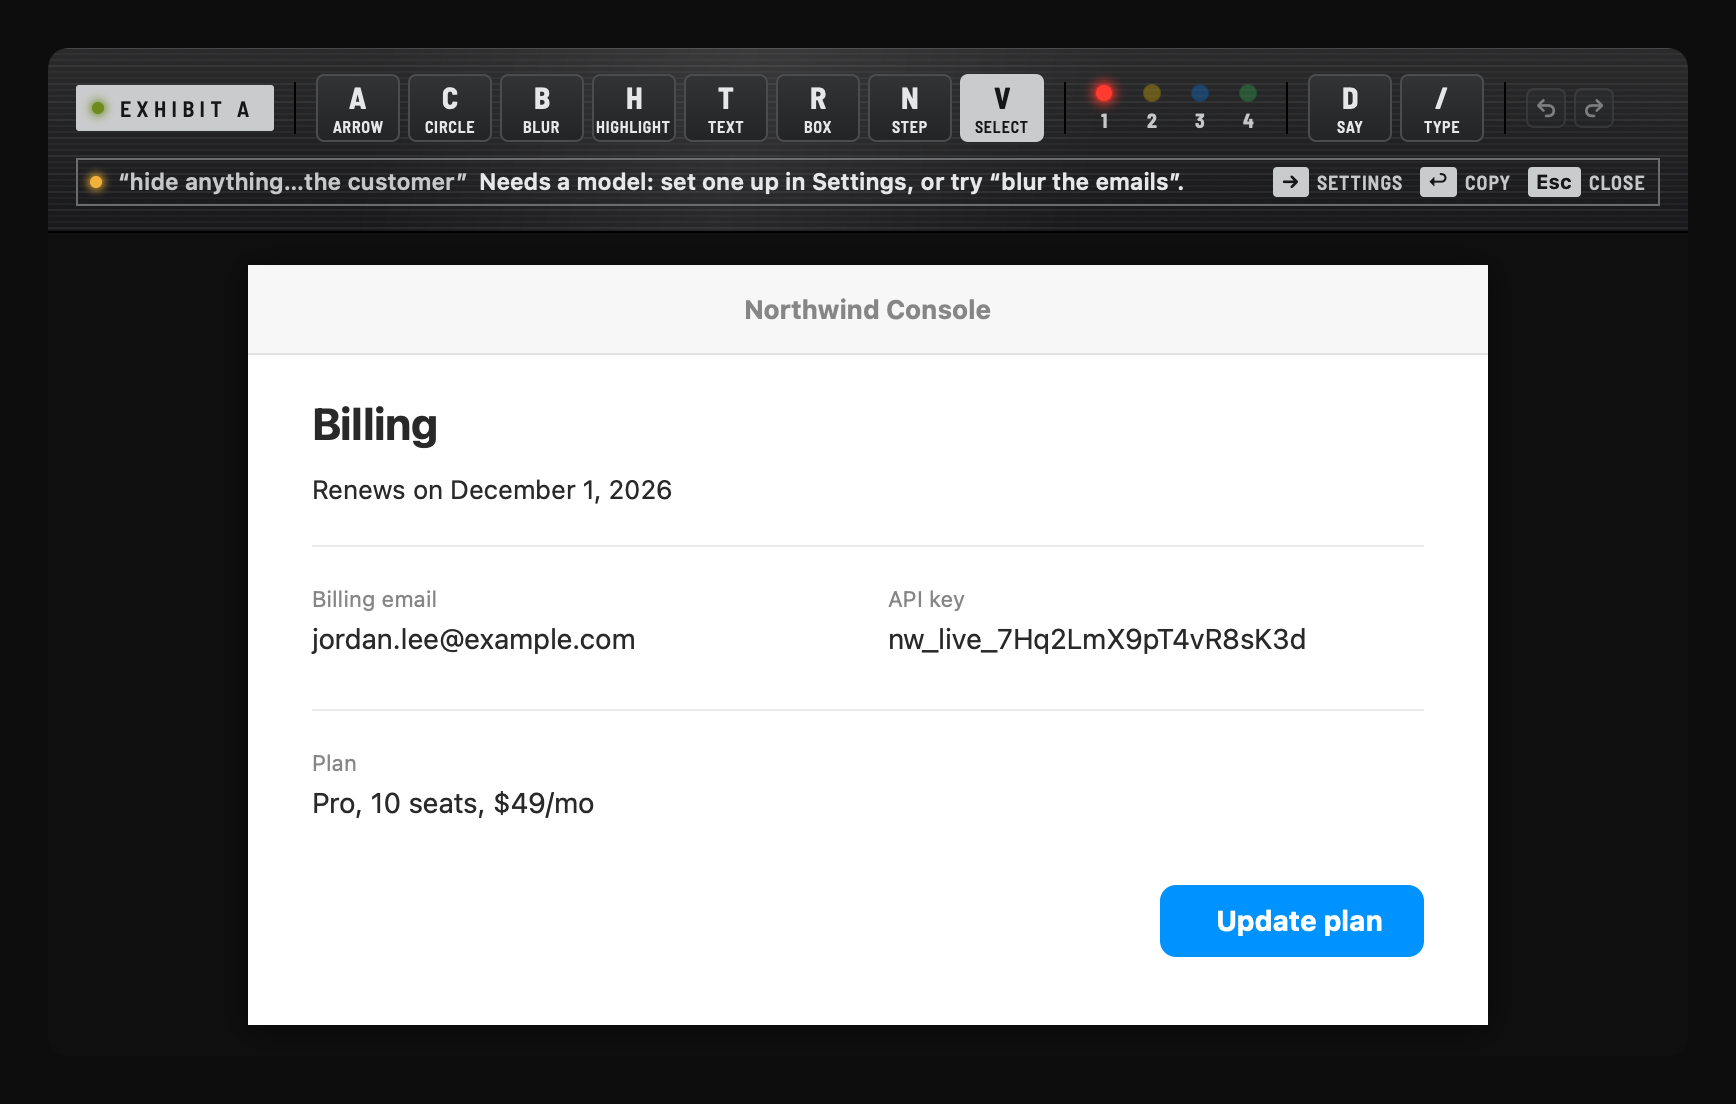 EXHIBIT A
A C B H T R N V D /
ARROW CIRCLE BLUR HIGHLIGHT TEXT BOX STEP SELECT 1 2 3 4 SAY TYPE
“hide anything…the customer” Needs a model: set one up in Settings, or try “blur the emails”. → SETTINGS ↩ COPY Esc CLOSE
Northwind Console
Billing
Renews on December 1, 2026
Billing email
jordan.lee@example.com
API key
nw_live_7Hq2LmX9pT4vR8sK3d
Plan
Pro, 10 seats, $49/mo
Update plan